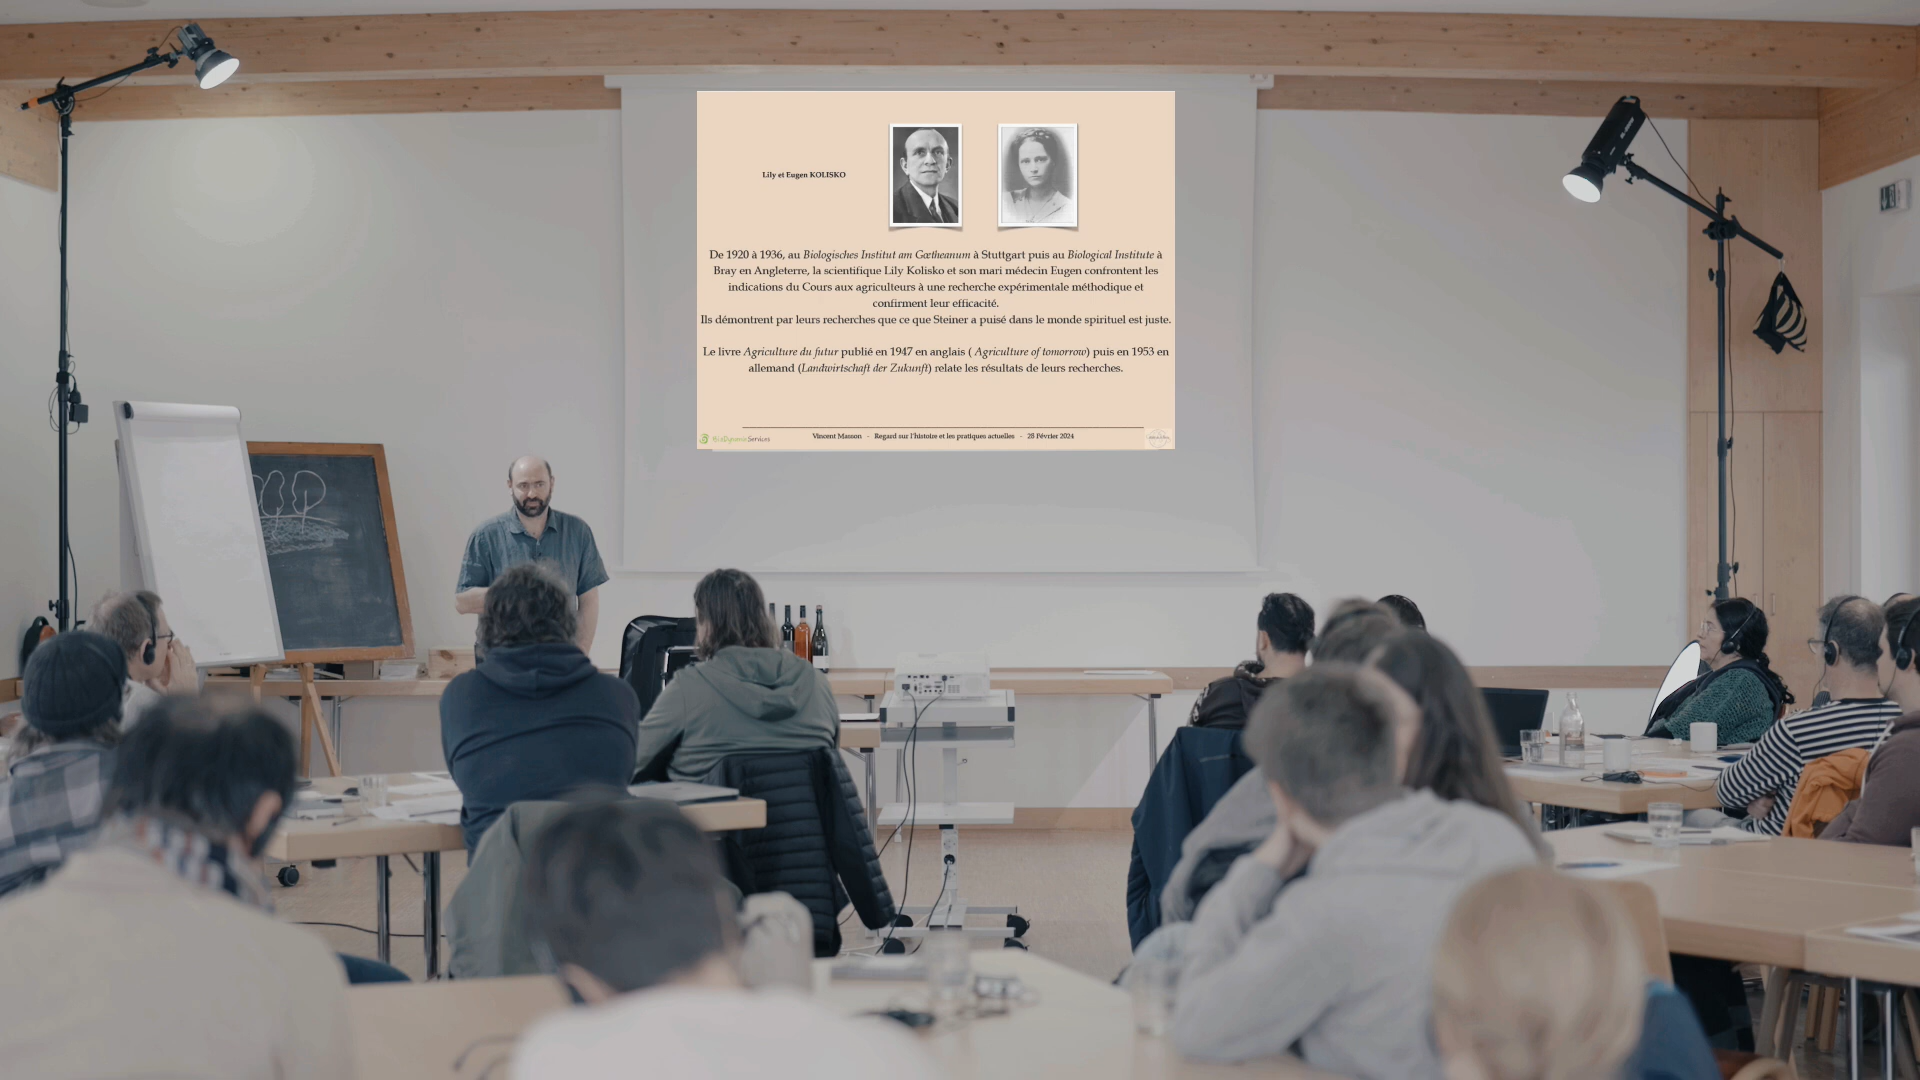 Lily et Eugen KOLISKO
De 1920 à 1936, au Biologisches Institut am Gœtheanum à Stuttgart puis au Biological Institute à
Bray en Angleterre, la scientifique Lily Kolisko et son mari médecin Eugen confrontent les
indications du Cours aux agriculteurs à une recherche expérimentale méthodique et
confirment leur efficacité.
Ils démontrent par leurs recherches que ce que Steiner a puisé dans le monde spirituel est juste.
Le livre Agriculture du futur publié en 1947 en anglais ( Agriculture of tomorrow) puis en 1953 en
allemand (Landwirtschaft der Zukunft) relate les résultats de leurs recherches.
BioDynamie Services
Vincent Masson - Regard sur l'histoire et les pratiques actuelles - 28 Février 2024